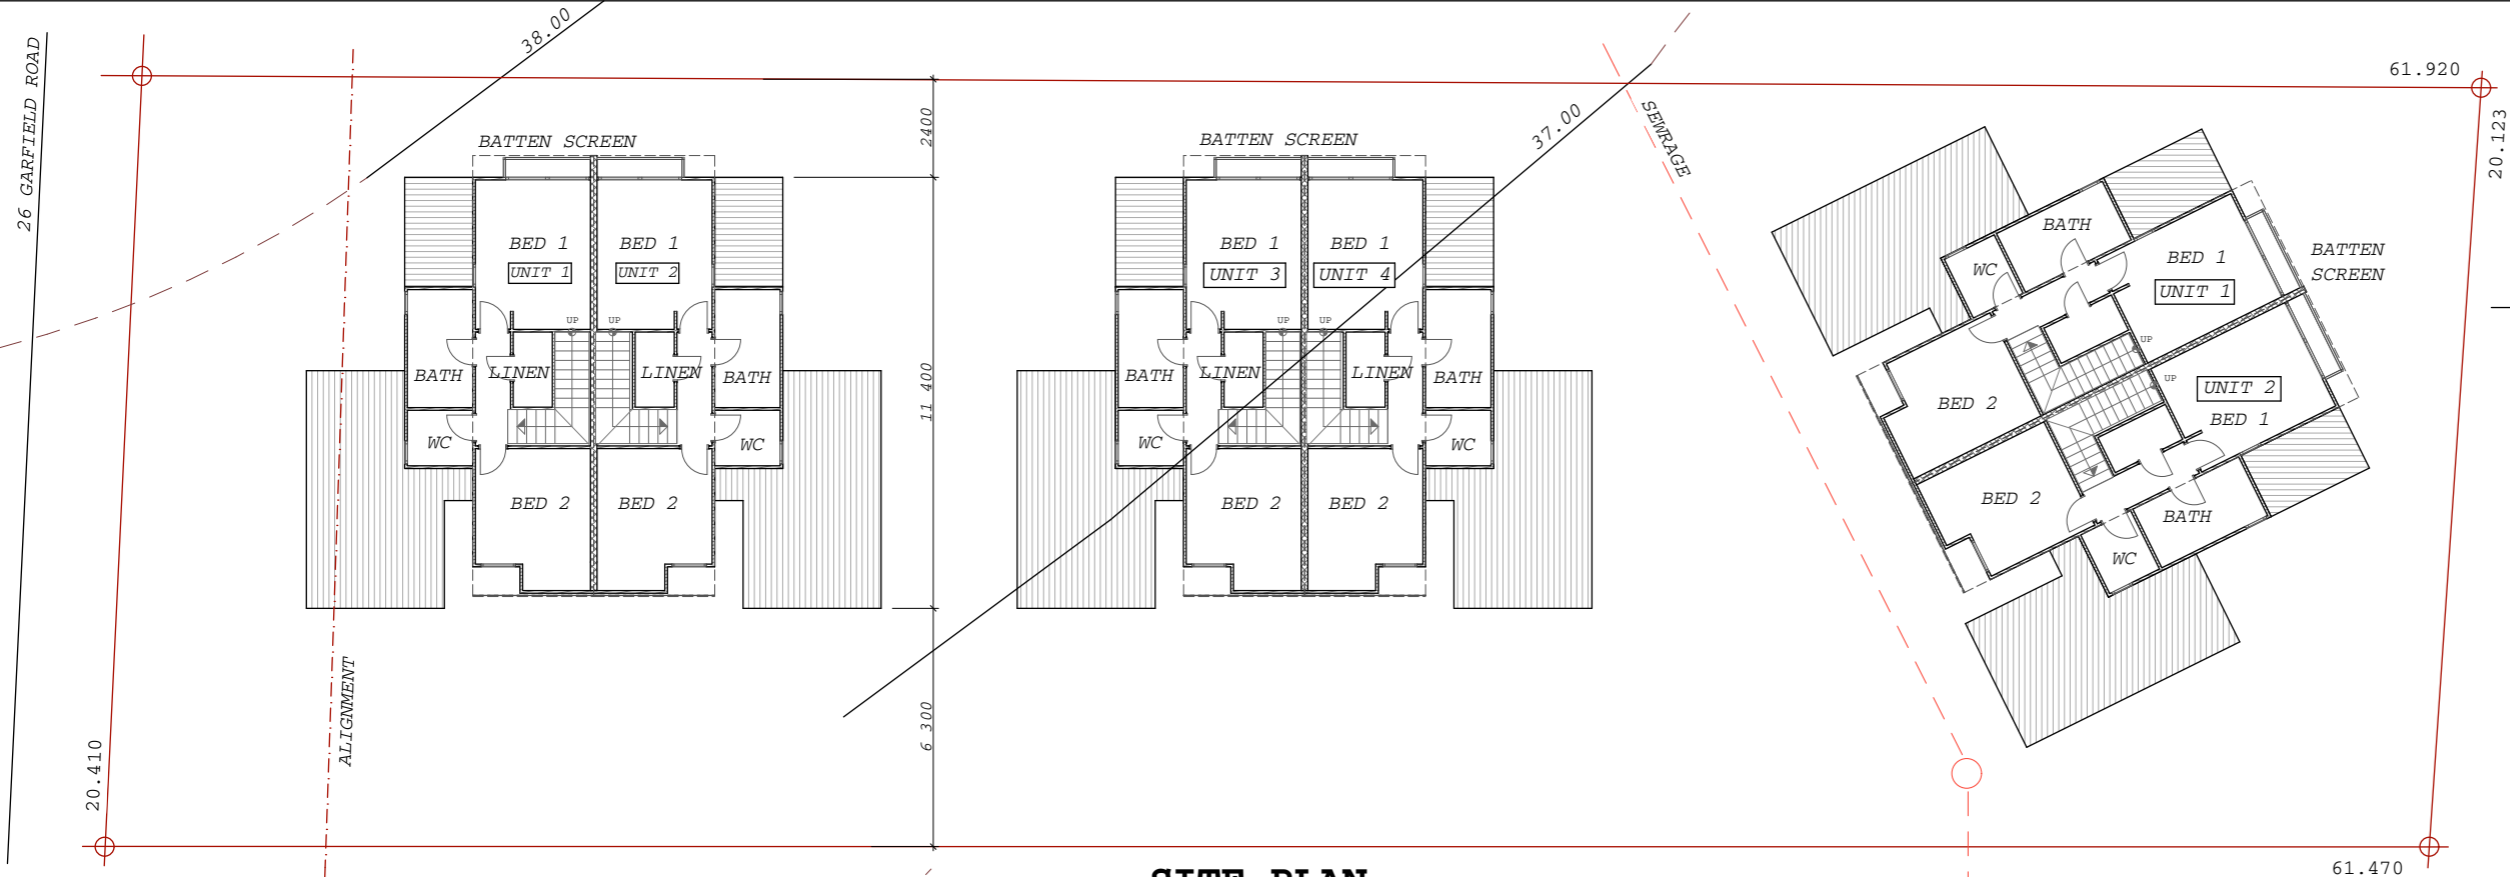 26 GARFIELD ROAD
38.00
61.920
20.123
20.410
ALIGNMENT
BATTEN SCREEN
BED 1
UNIT 1
BED 1
UNIT 2
UP
UP
BATH
LINEN
LINEN
BATH
WC
WC
BED 2
BED 2
2400
11 400
6 300
BATTEN SCREEN
BED 1
UNIT 3
BED 1
UNIT 4
UP
UP
BATH
LINEN
LINEN
BATH
WC
WC
BED 2
BED 2
37.00
SEWRAGE
BATH
WC
BED 1
UNIT 1
BATTEN
SCREEN
UP
UP
BED 2
UNIT 2
BED 1
BED 2
BATH
WC
SITE PLAN
61.470